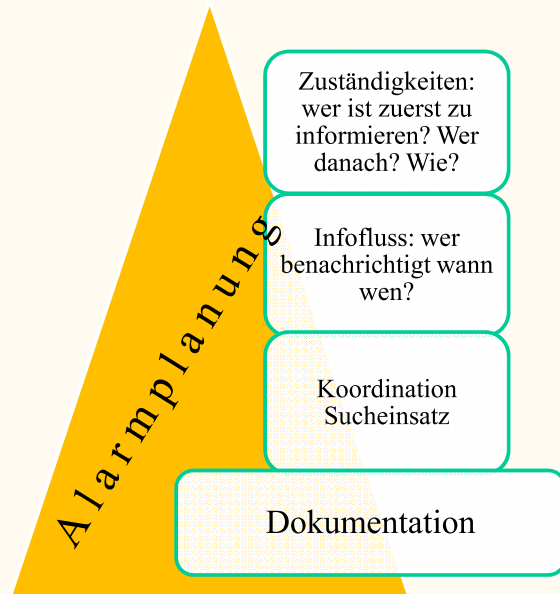 Zuständigkeiten:
wer ist zuerst zu
informieren? Wer
danach? Wie?
Infofluss: wer
benachrichtigt wann
wen?
Koordination
Sucheinsatz
Dokumentation
Alarmplanung